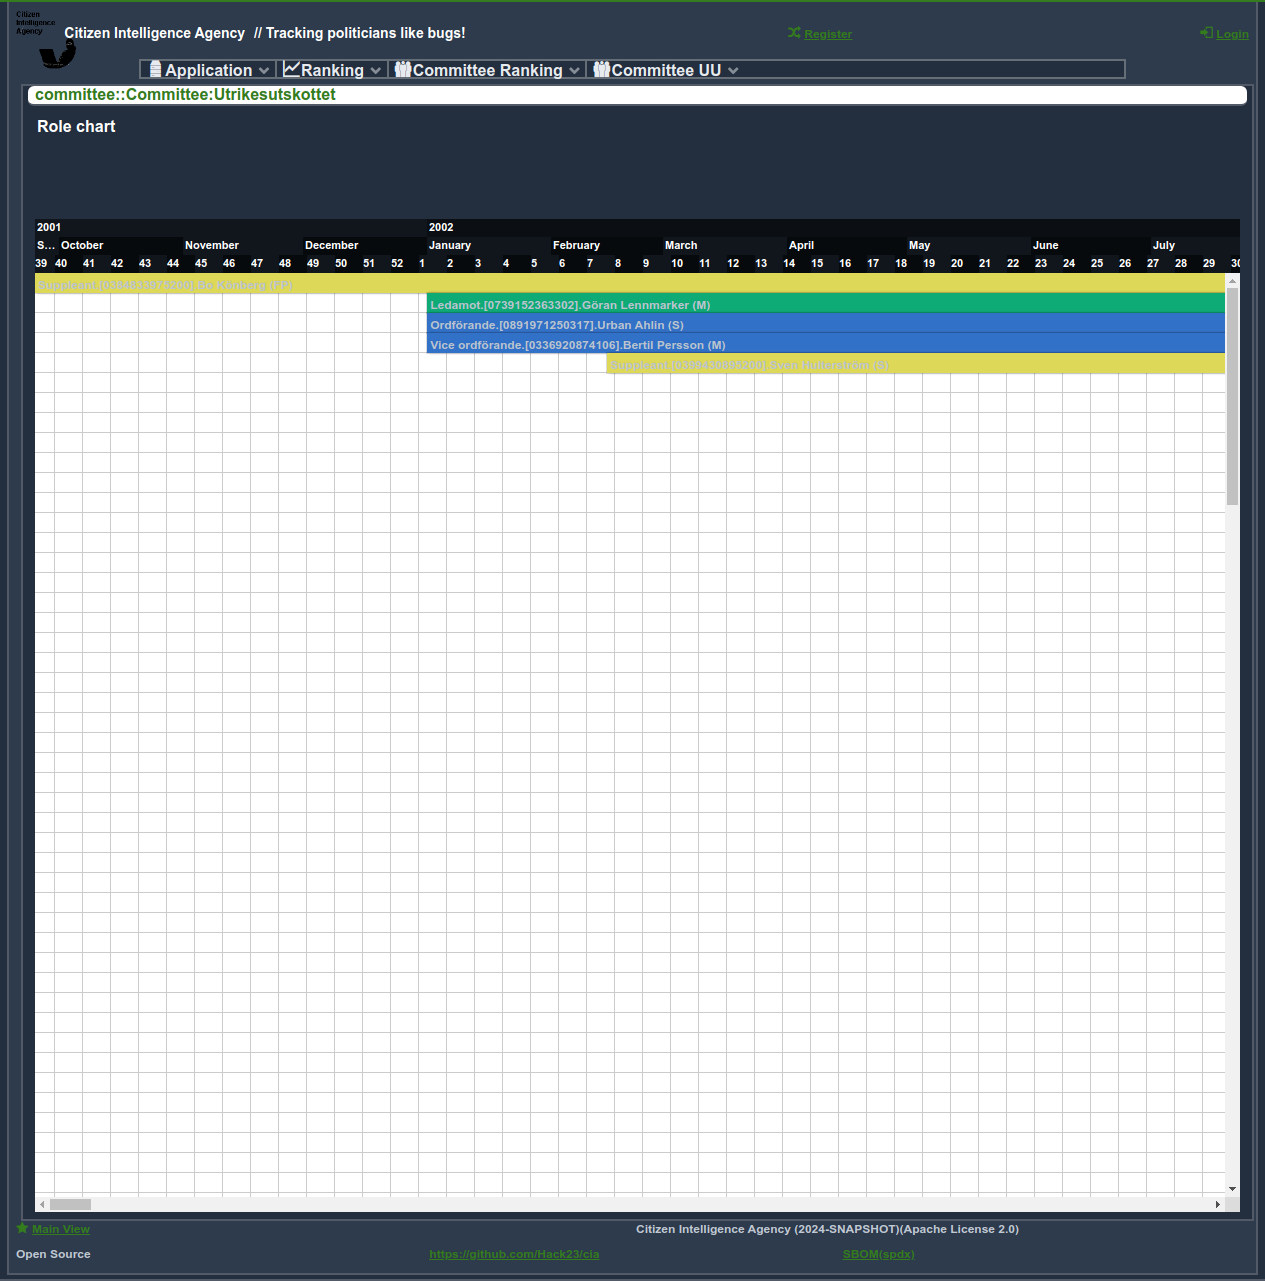 Citizen
Intelligence
Agency
Citizen Intelligence Agency // Tracking politicians like bugs!
Register
Login
Application
Ranking
Committee Ranking
Committee UU
committee::Committee:Utrikesutskottet
Role chart
2001 2002
S... October November December January February March April May June July
39 40 41 42 43 44 45 46 47 48 49 50 51 52 1 2 3 4 5 6 7 8 9 10 11 12 13 14 15 16 17 18 19 20 21 22 23 24 25 26 27 28 29 30
Suppleant.[0384833975200].Bo Könberg (FP)
Ledamot.[0739152363302].Göran Lennmarker (M)
Ordförande.[0891971250317].Urban Ahlin (S)
Vice ordförande.[0336920874106].Bertil Persson (M)
Sven Hulterström (S)
Main View
Citizen Intelligence Agency (2024-SNAPSHOT)(Apache License 2.0)
Open Source
https://github.com/Hack23/cia
SBOM(spdx)